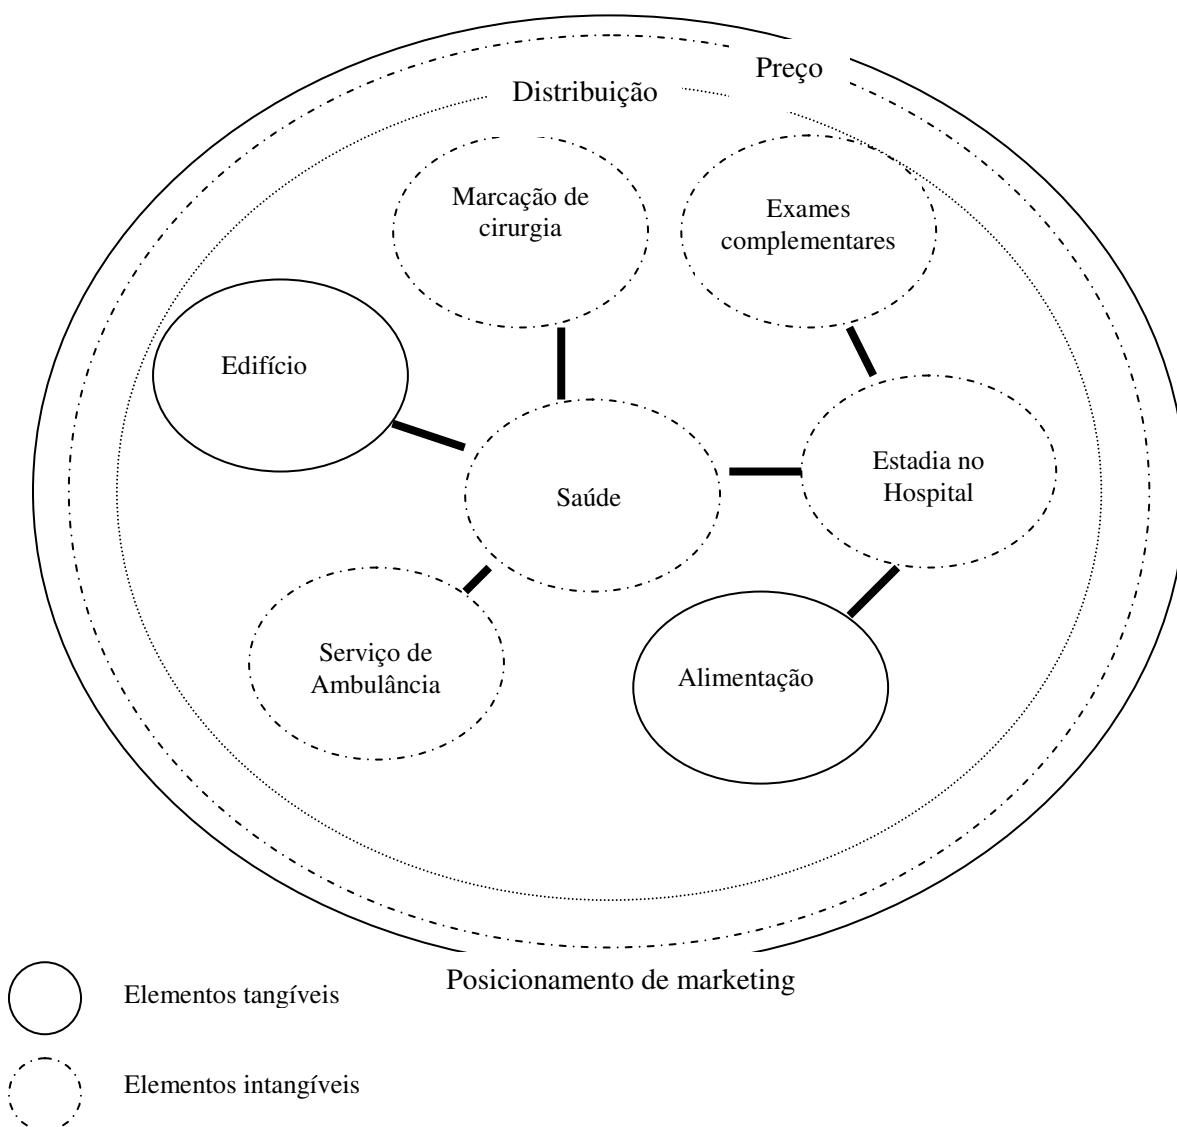 Preço
Distribuição
Marcação de
cirurgia
Exames
complementares
Edifício
Saúde
Estadia no
Hospital
Serviço de
Ambulância
Alimentação
Posicionamento de marketing
Elementos tangíveis
Elementos intangíveis